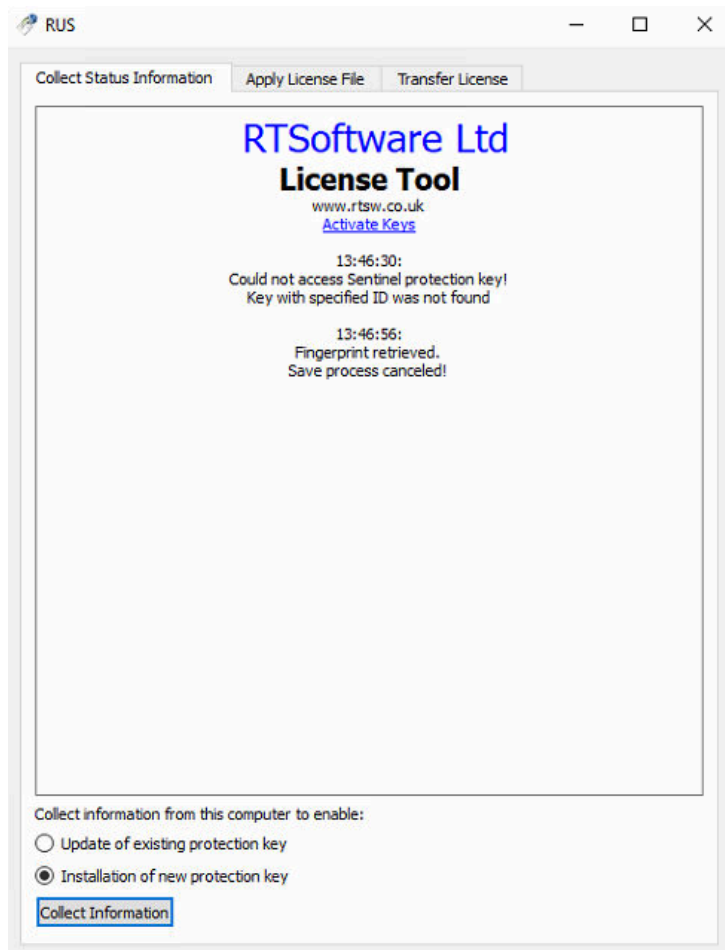 RUS
Collect Status Information
Apply License File
Transfer License
RTSoftware Ltd
License Tool
www.rtsw.co.uk
Activate Keys
13:46:30:
Could not access Sentinel protection key!
Key with specified ID was not found
13:46:56:
Fingerprint retrieved.
Save process canceled!
Collect information from this computer to enable:
Update of existing protection key
Installation of new protection key
Collect Information